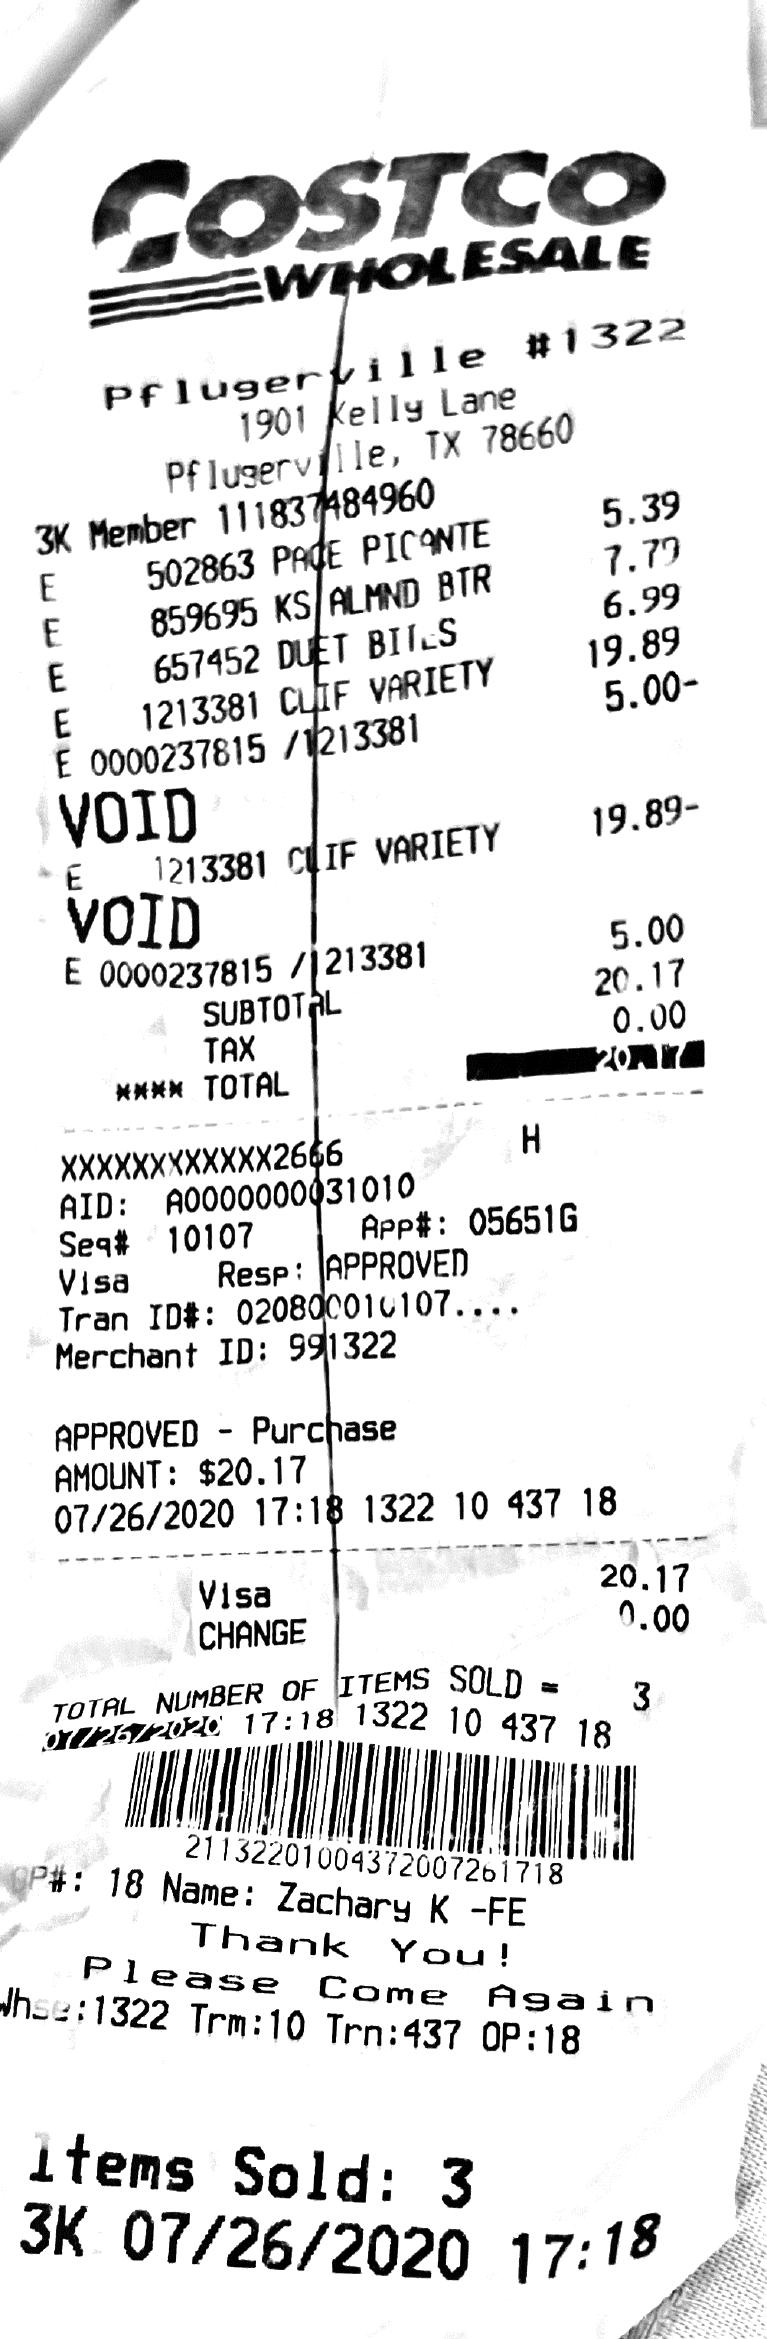 COSTCO
WHOLESALE
Pflugerville #1322
1901 Kelly Lane
Pflugerville, TX 78660
3K Member 111837484960
E 502863 PACE PICANTE 5.39
E 859695 KS ALMND BTR 7.79
E 657452 DUET BITES 6.99
E 1213381 CLIF VARIETY 19.89
E 0000237815 /1213381 5.00-
VOID
E 1213381 CLIF VARIETY 19.89-
VOID
E 0000237815 /1213381 5.00
SUBTOTAL 20.17
TAX 0.00
**** TOTAL 20.17
XXXXXXXXXXXX2666 H
AID: A0000000031010
Seq# 10107 App#: 05651G
Visa Resp: APPROVED
Tran ID#: 020800010107....
Merchant ID: 991322
APPROVED - Purchase
AMOUNT: $20.17
07/26/2020 17:18 1322 10 437 18
Visa 20.17
CHANGE 0.00
TOTAL NUMBER OF ITEMS SOLD = 3
07/26/2020 17:18 1322 10 437 18
21132201004372007261718
OP#: 18 Name: Zachary K -FE
Thank You!
Please Come Again
Whse:1322 Trm:10 Trn:437 OP:18
Items Sold: 3
3K 07/26/2020 17:18